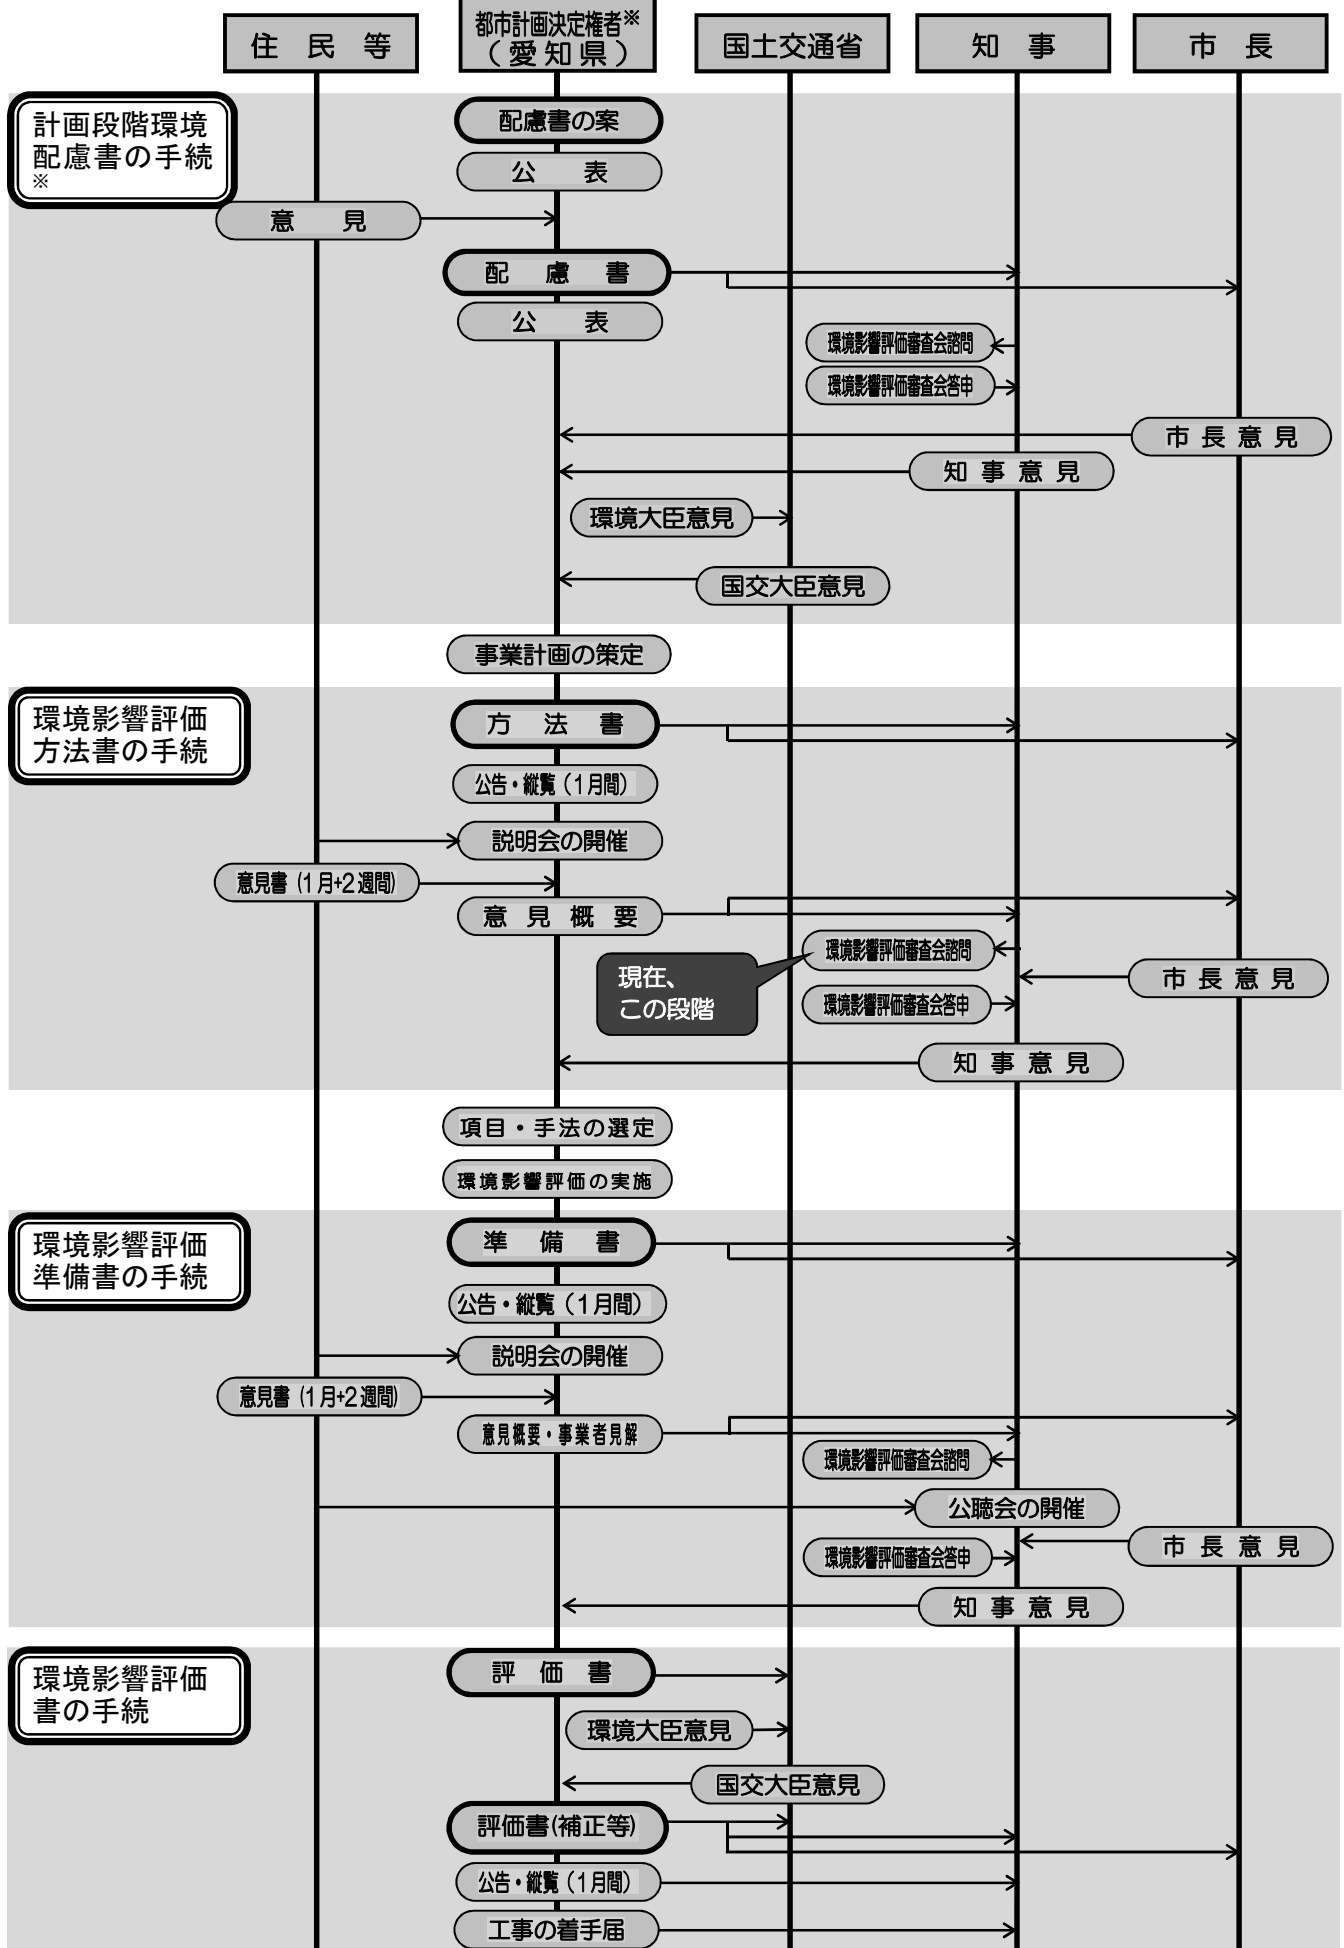 住民等
都市計画決定権者※
(愛知県)
国土交通省
知事
市長
計画段階環境
配慮書の手続
※
配慮書の案
公表
意見
配慮書
公表
環境影響評価審査会諮問
環境影響評価審査会答申
市長意見
知事意見
環境大臣意見
国交大臣意見
事業計画の策定
環境影響評価
方法書の手続
方法書
公告・縦覧(1月間)
説明会の開催
意見書(1月+2週間)
意見概要
環境影響評価審査会諮問
現在、
この段階
市長意見
環境影響評価審査会答申
知事意見
項目・手法の選定
環境影響評価の実施
環境影響評価
準備書の手続
準備書
公告・縦覧(1月間)
説明会の開催
意見書(1月+2週間)
意見概要・事業者見解
環境影響評価審査会諮問
公聴会の開催
市長意見
環境影響評価審査会答申
知事意見
環境影響評価
書の手続
評価書
環境大臣意見
国交大臣意見
評価書(補正等)
公告・縦覧(1月間)
工事の着手届